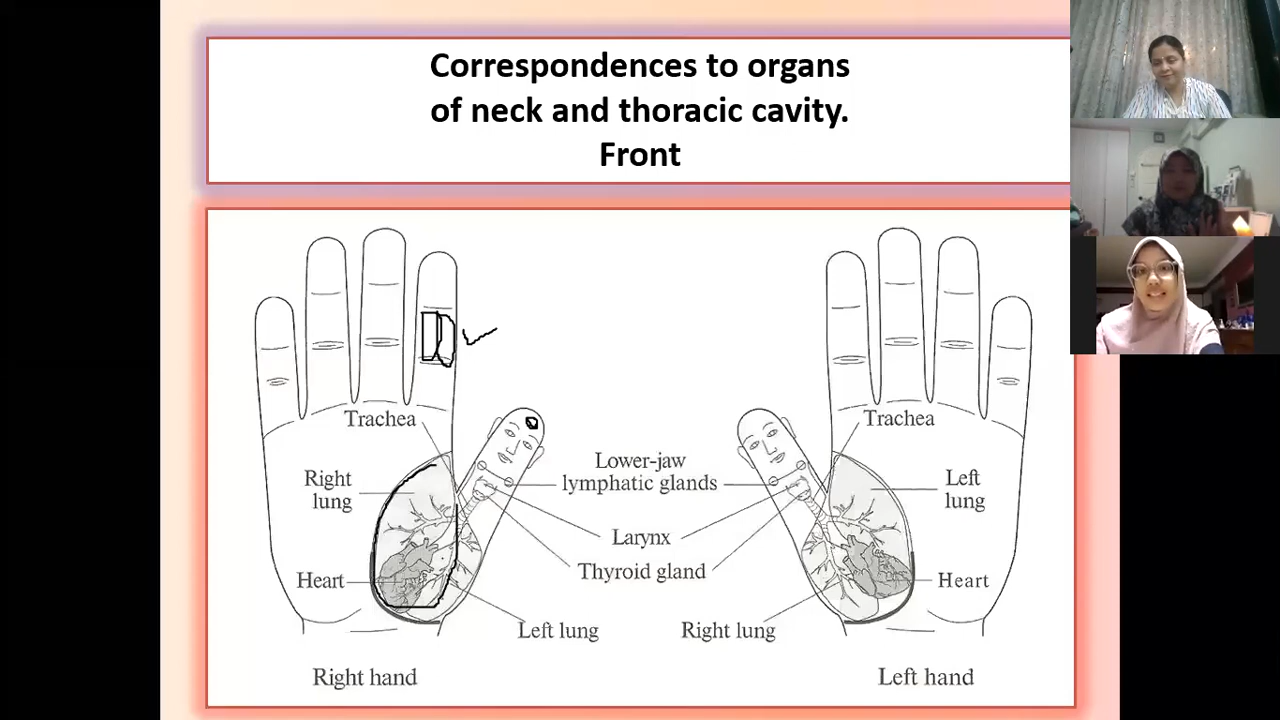 Correspondences to organs
of neck and thoracic cavity.
Front
Trachea
Trachea
Right
lung
Lower-jaw
lymphatic glands
Left
lung
Larynx
Thyroid gland
Heart
Heart
Left lung
Right lung
Right hand
Left hand